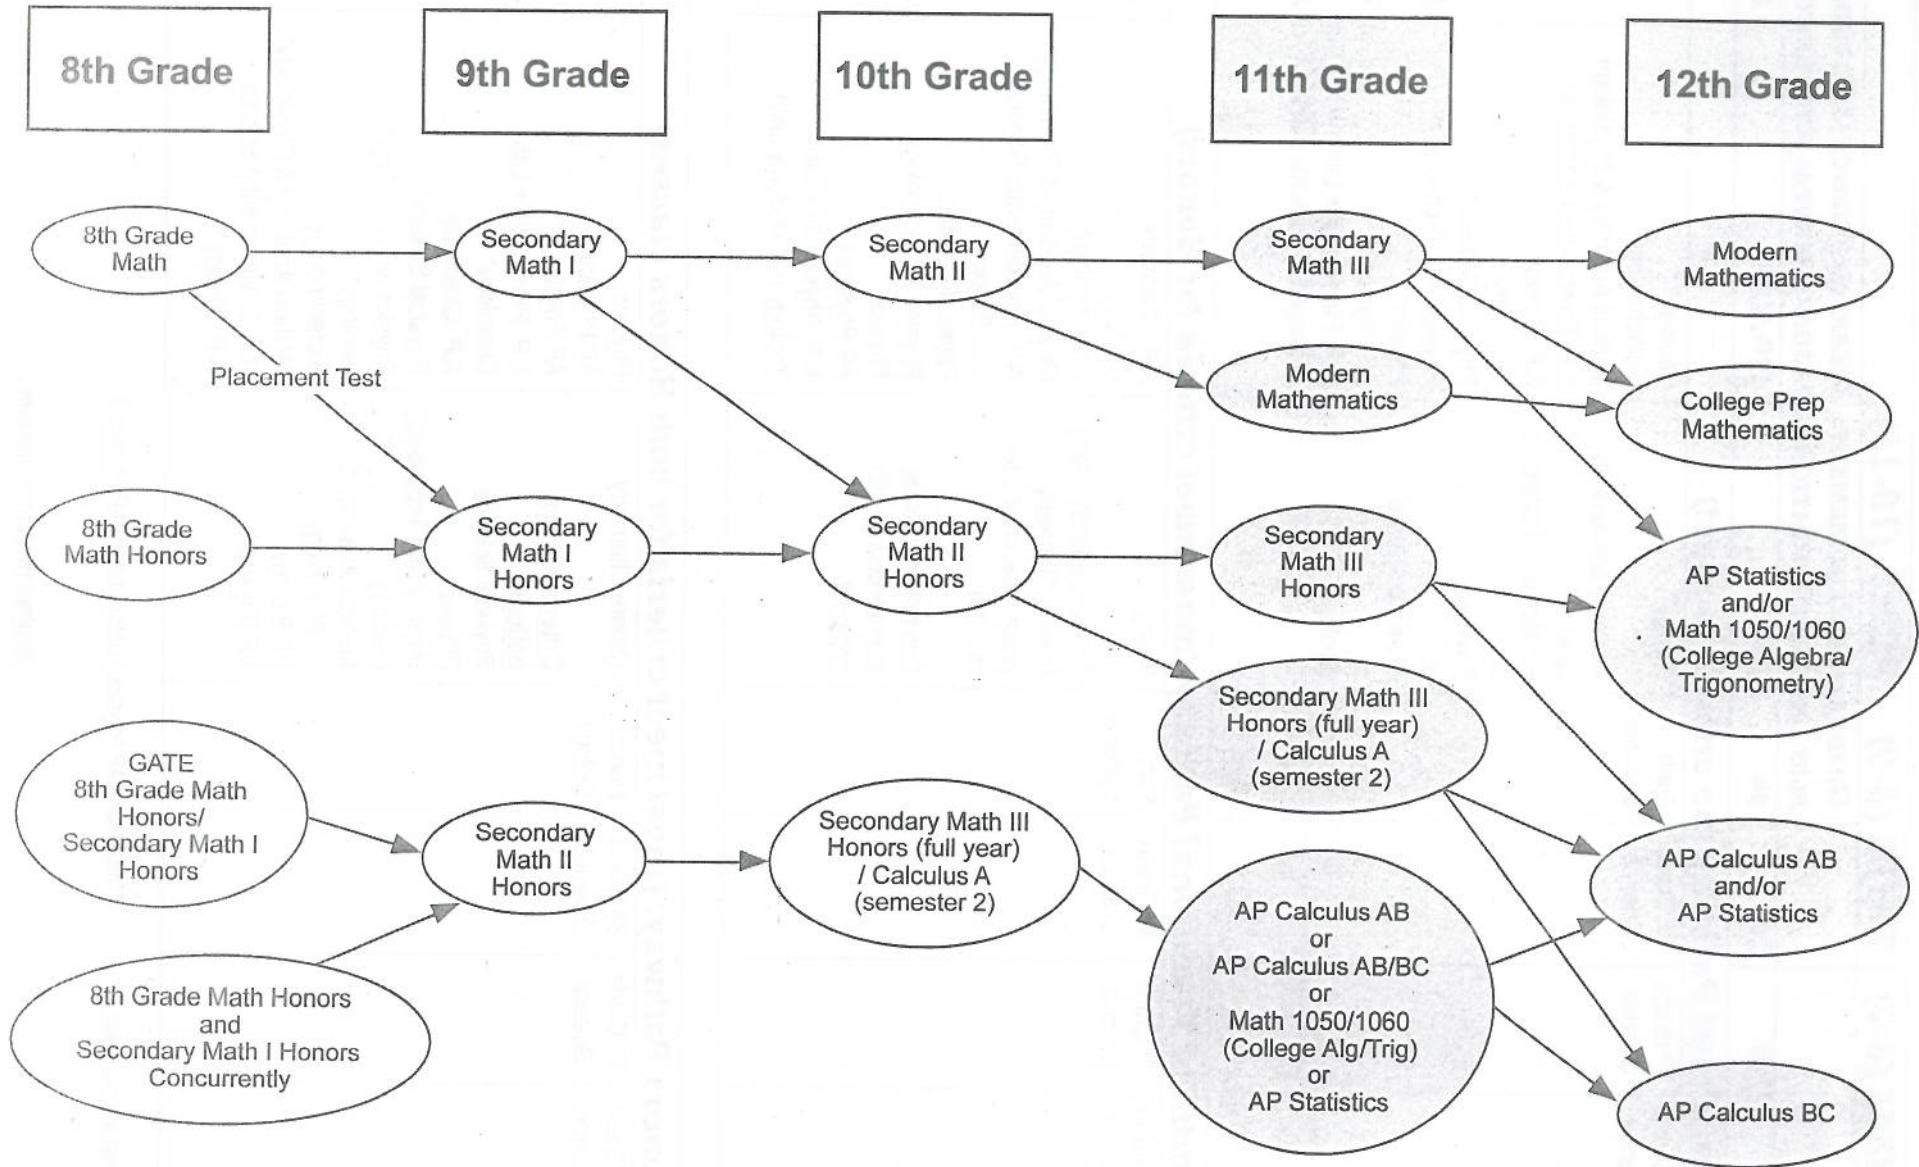 8th Grade
9th Grade
10th Grade
11th Grade
12th Grade
8th Grade
Math
Secondary
Math I
Secondary
Math II
Secondary
Math III
Modern
Mathematics
Placement Test
Modern
Mathematics
College Prep
Mathematics
8th Grade
Math Honors
Secondary
Math I
Honors
Secondary
Math II
Honors
Secondary
Math III
Honors
AP Statistics
and/or
Math 1050/1060
(College Algebra/
Trigonometry)
Secondary Math III
Honors (full year)
/ Calculus A
(semester 2)
GATE
8th Grade Math
Honors/
Secondary Math I
Honors
Secondary
Math II
Honors
Secondary Math III
Honors (full year)
/ Calculus A
(semester 2)
AP Calculus AB
or
AP Calculus AB/BC
or
Math 1050/1060
(College Alg/Trig)
or
AP Statistics
AP Calculus AB
and/or
AP Statistics
8th Grade Math Honors
and
Secondary Math I Honors
Concurrently
AP Calculus BC